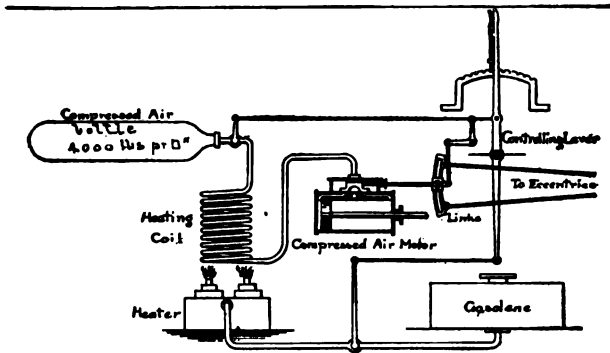 Compressed Air
Bottle
4000 lbs pr □"
Controlling Lever
To Eccentrics
Heating
Coil
Links
Compressed Air Motor
Heater
Gasolene